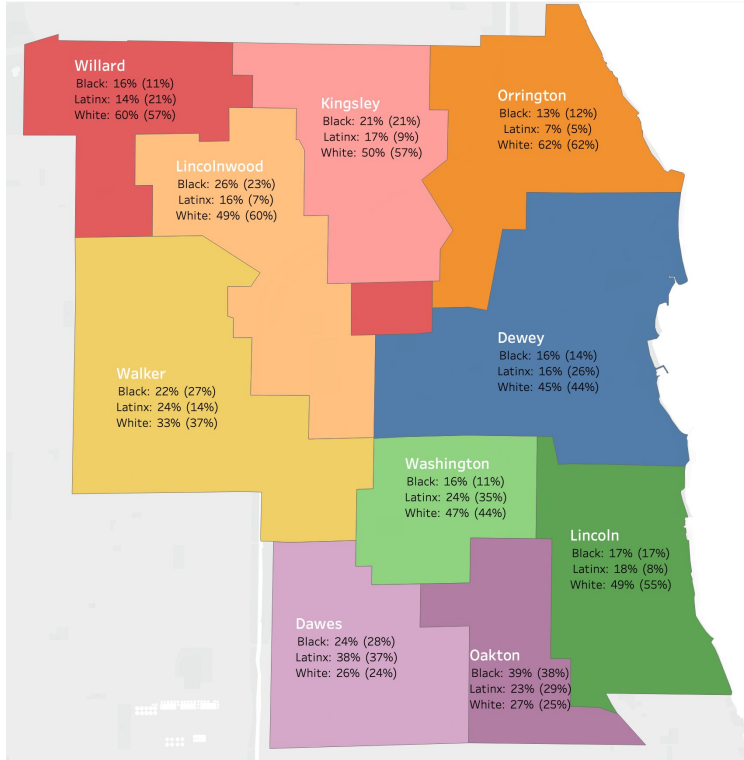 Willard
Black: 16% (11%)
Latinx: 14% (21%)
White: 60% (57%)
Kingsley
Black: 21% (21%)
Latinx: 17% (9%)
White: 50% (57%)
Orrington
Black: 13% (12%)
Latinx: 7% (5%)
White: 62% (62%)
Lincolnwood
Black: 26% (23%)
Latinx: 16% (7%)
White: 49% (60%)
Dewey
Black: 16% (14%)
Latinx: 16% (26%)
White: 45% (44%)
Walker
Black: 22% (27%)
Latinx: 24% (14%)
White: 33% (37%)
Washington
Black: 16% (11%)
Latinx: 24% (35%)
White: 47% (44%)
Lincoln
Black: 17% (17%)
Latinx: 18% (8%)
White: 49% (55%)
Dawes
Black: 24% (28%)
Latinx: 38% (37%)
White: 26% (24%)
Oakton
Black: 39% (38%)
Latinx: 23% (29%)
White: 27% (25%)